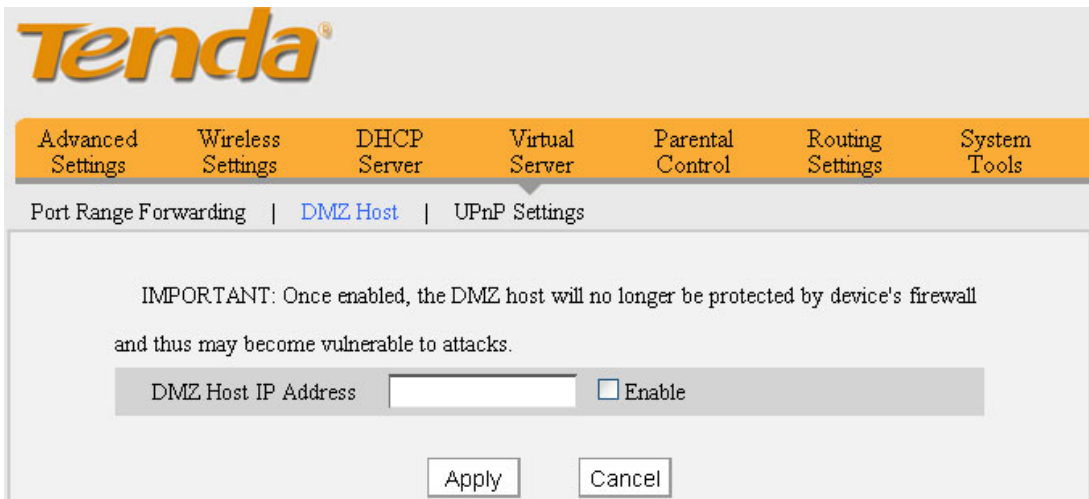 Tenda®
Advanced Settings
Wireless Settings
DHCP Server
Virtual Server
Parental Control
Routing Settings
System Tools
Port Range Forwarding | DMZ Host | UPnP Settings
IMPORTANT: Once enabled, the DMZ host will no longer be protected by device's firewall
and thus may become vulnerable to attacks.
DMZ Host IP Address Enable
Apply Cancel